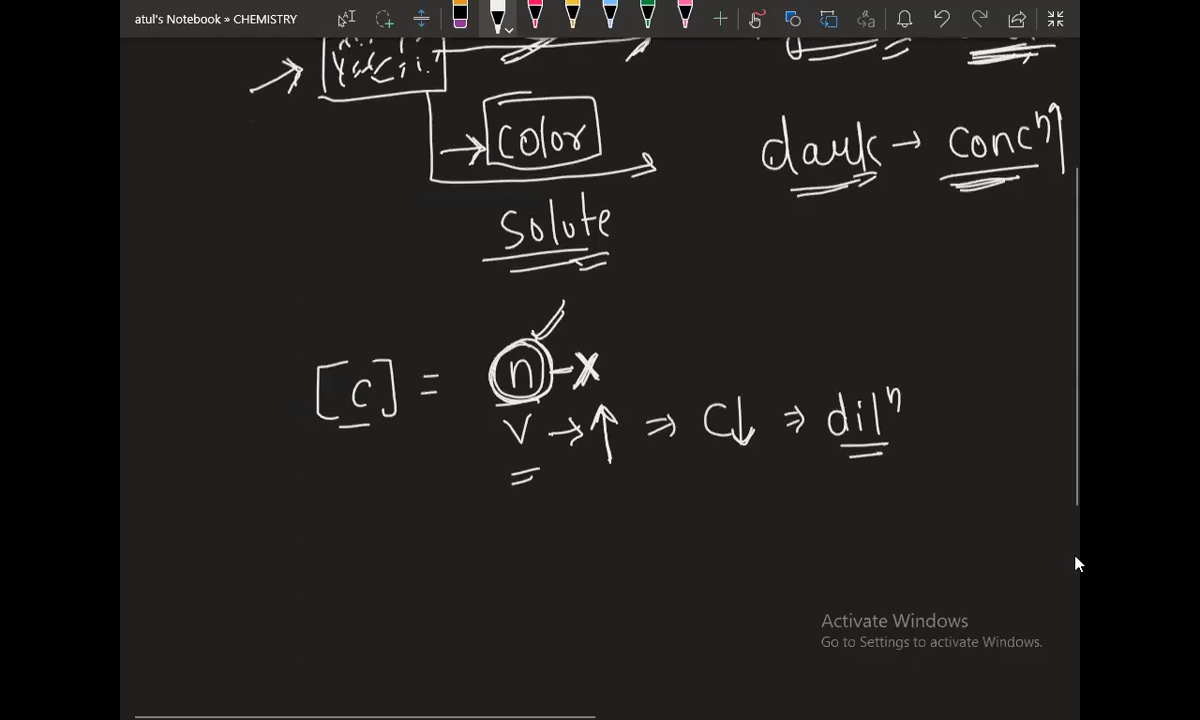 atul's Notebook » CHEMISTRY
color
dark → concⁿ↑
solute
[c] = n - x
v → ↑ ⇒ C↓ ⇒ dilⁿ
Activate Windows
Go to Settings to activate Windows.